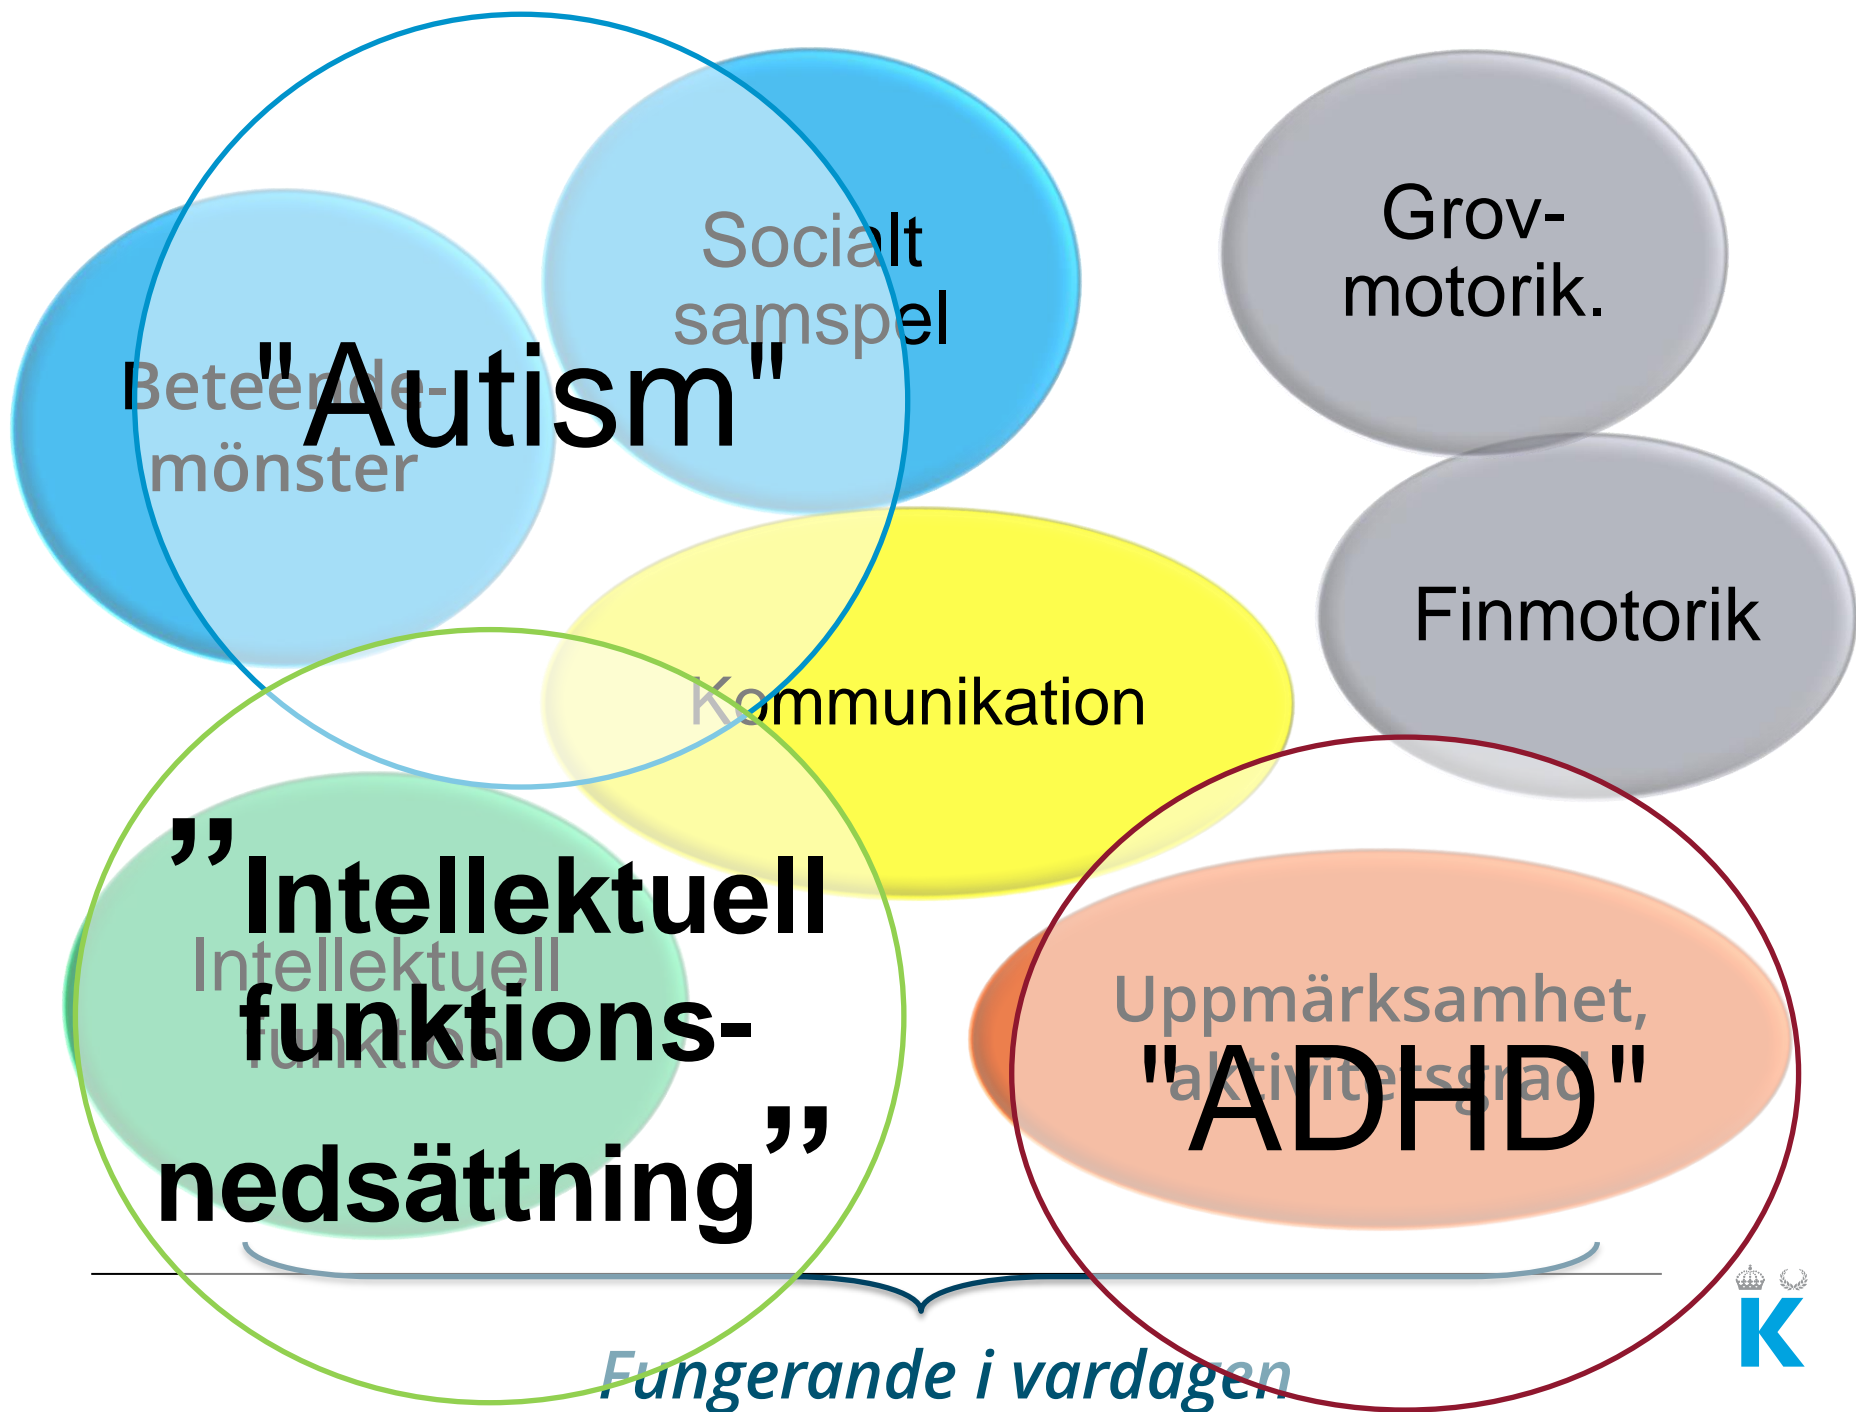 Socialt
samspel
Grov-
motorik.
Beteende-
mönster
"Autism"
Finmotorik
Kommunikation
”Intellektuell
funktions-
nedsättning”
Intellektuell
funktion
Uppmärksamhet,
aktivitetsgrad
"ADHD"
Fungerande i vardagen
K